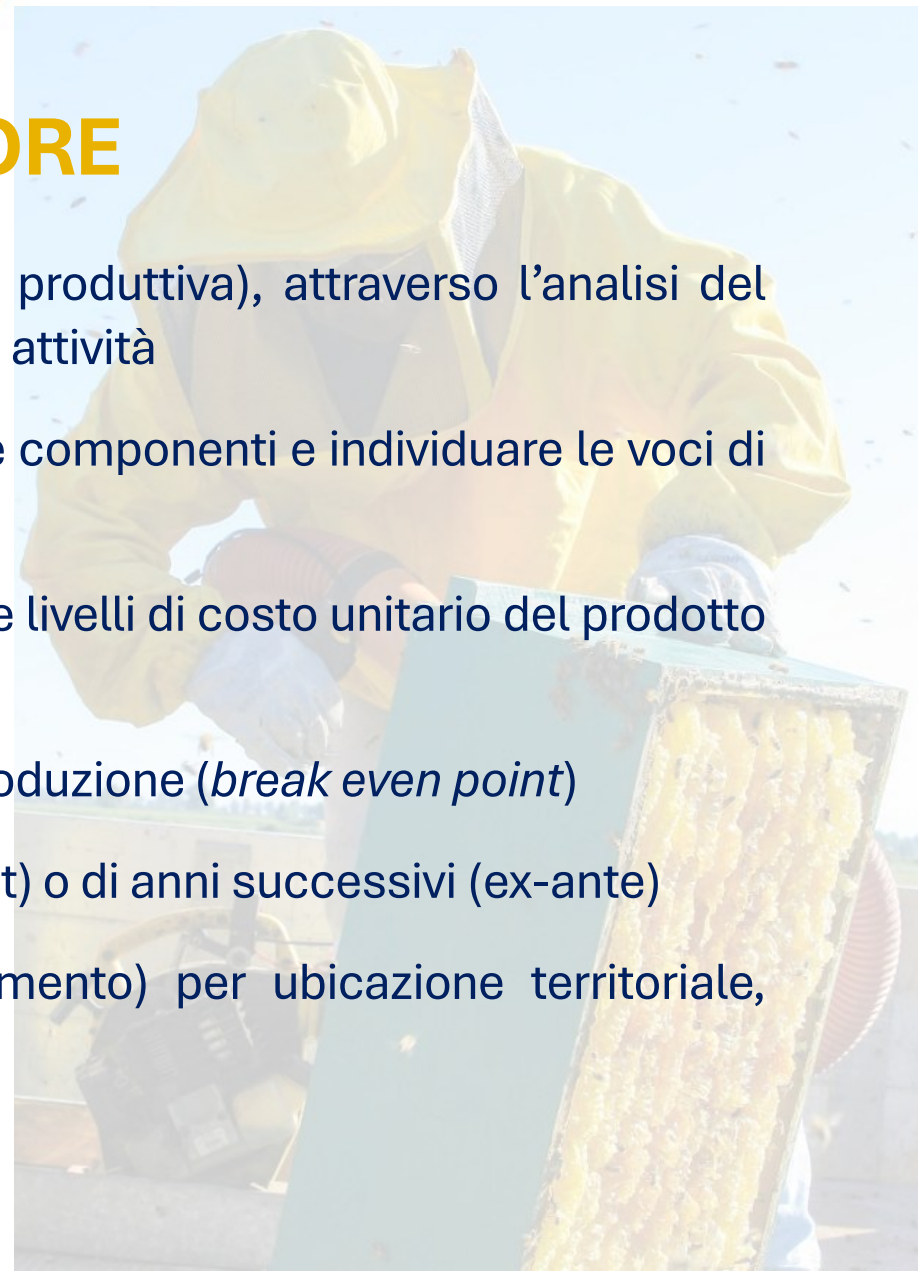 ORE
produttiva), attraverso l’analisi del
attività
e componenti e individuare le voci di
e livelli di costo unitario del prodotto
oduzione (break even point)
t) o di anni successivi (ex-ante)
mento) per ubicazione territoriale,